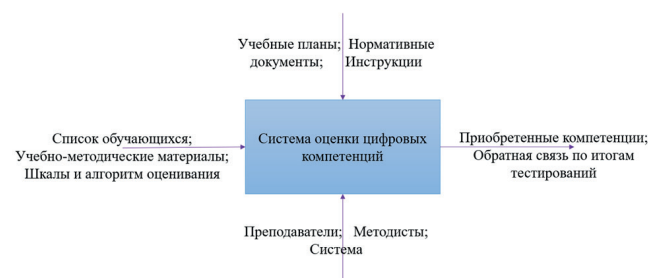 Учебные планы; Нормативные
документы; Инструкции
Список обучающихся;
Учебно-методические материалы;
Шкалы и алгоритм оценивания
Система оценки цифровых
компетенций
Приобретенные компетенции;
Обратная связь по итогам
тестирований
Преподаватели; Методисты;
Система